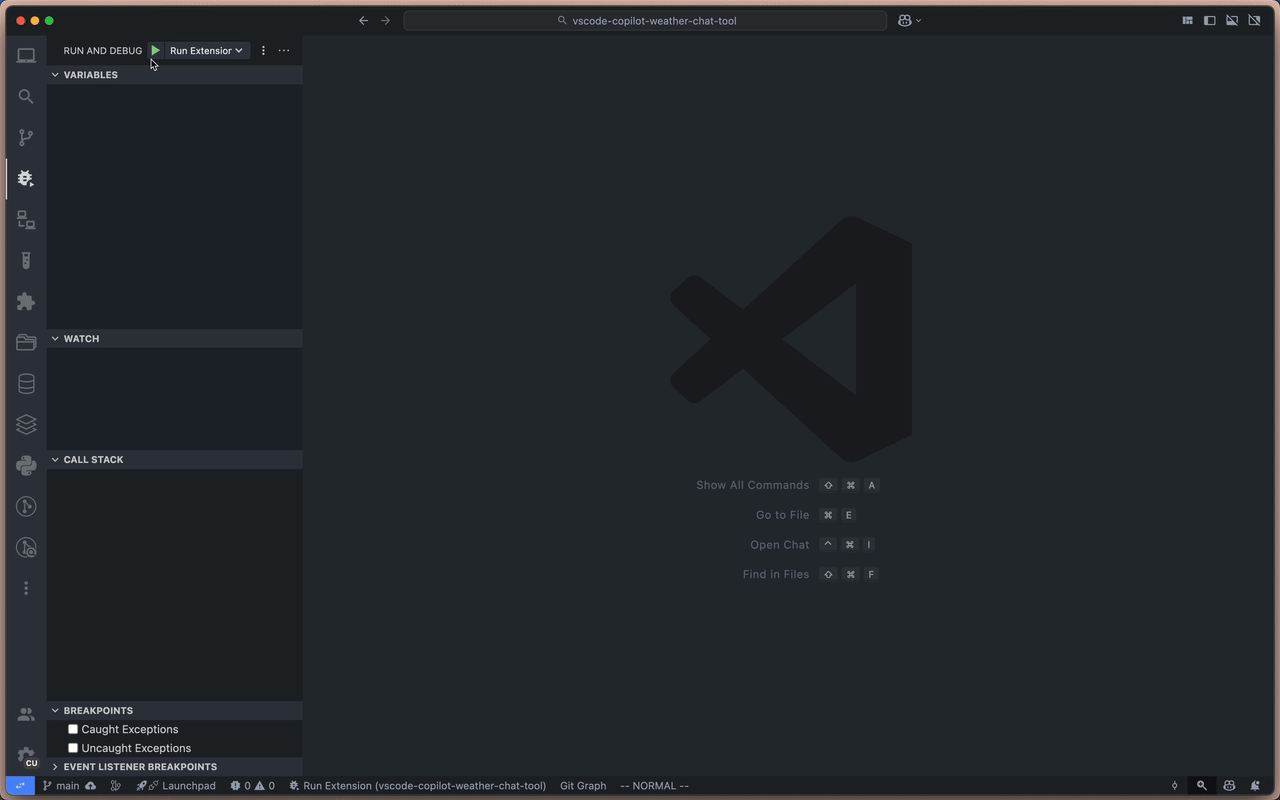 vscode-copilot-weather-chat-tool
RUN AND DEBUG Run Extensior
VARIABLES
WATCH
CALL STACK
Show All Commands ⇧ ⌘ A
Go to File ⌘ E
Open Chat ^ ⌘ I
Find in Files ⇧ ⌘ F
BREAKPOINTS
Caught Exceptions
Uncaught Exceptions
EVENT LISTENER BREAKPOINTS
CU
main Launchpad 0 0 Run Extension (vscode-copilot-weather-chat-tool) Git Graph -- NORMAL --